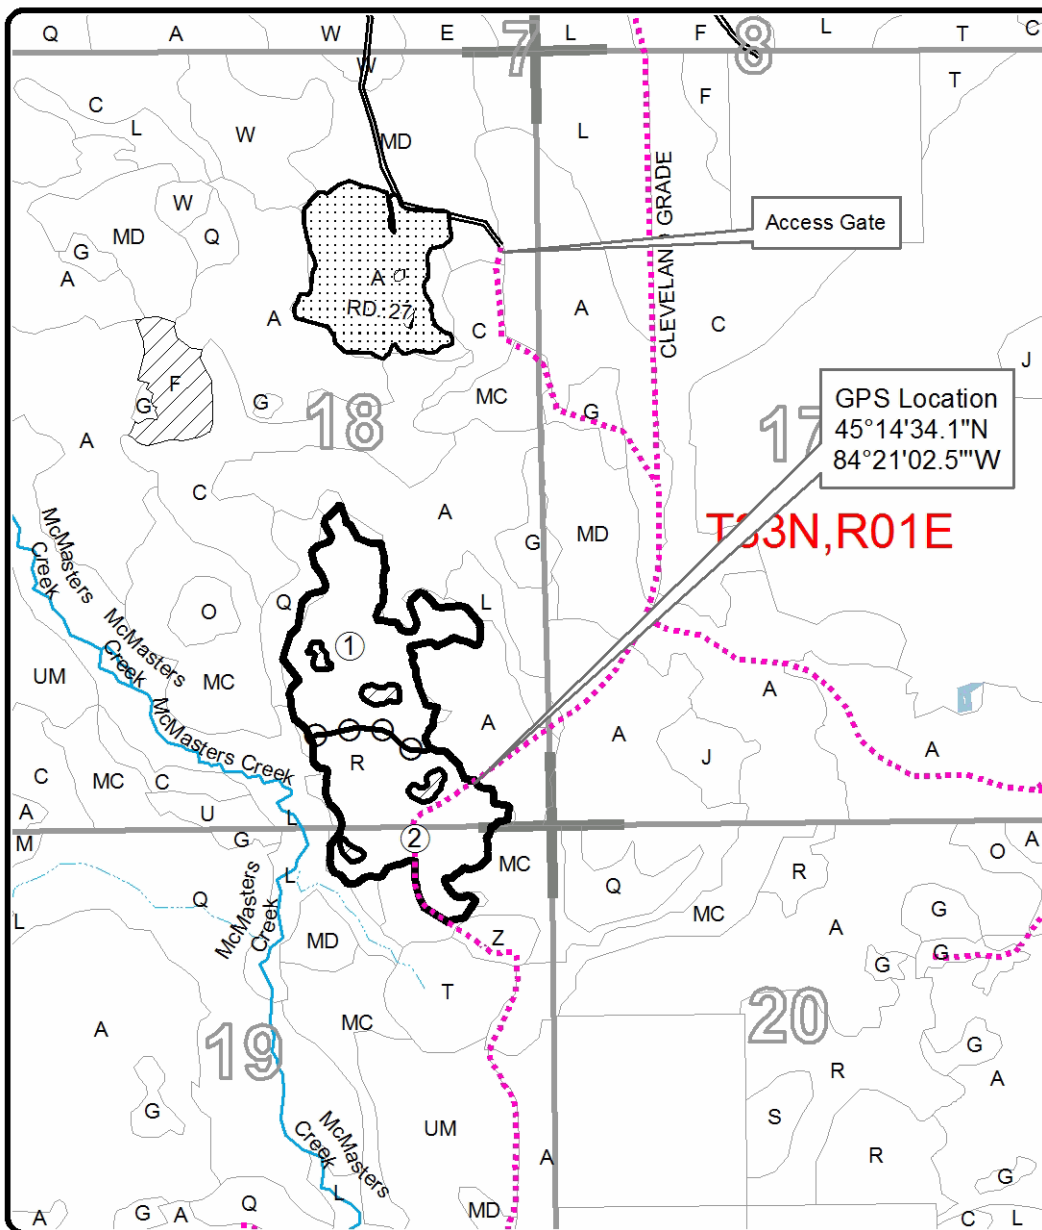 Q A W E 7 L F 8 L T C
W F T
C L W MD L
CLEVELAN GRADE
W
MD Q Access Gate
G
A A
RD. 27
A C A C
J
F MC
G G G GPS Location
18 17 45°14'34.1"N
A 84°21'02.5'"W
C A
McMasters
Creek
G MD T33N,R01E
O Q L
McMasters
Creek
1
UM MC
A
McMasters Creek A A A
R J
C MC C
A U L
M G 2
MC O A
L R
Q Q
McMasters
Creek
MC G
L A
MD Z G G
T
A MC 20
19 G
R A
G S
UM
McMasters
Creek
A R
G
L
A G A Q MD C L